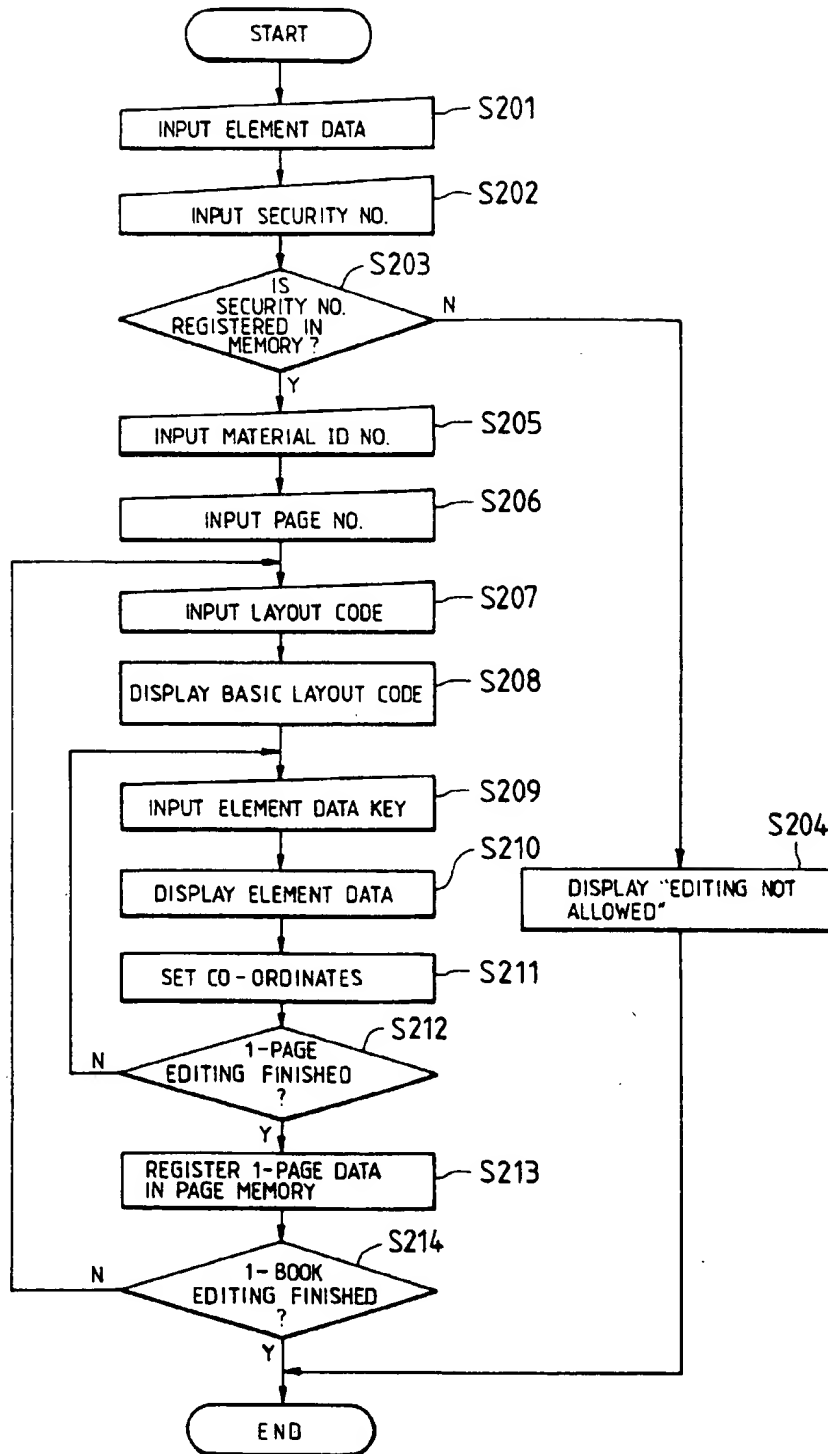 START
INPUT ELEMENT DATA
S201
INPUT SECURITY NO.
S202
S203
IS
SECURITY NO.
REGISTERED IN
MEMORY ?
N
Y
INPUT MATERIAL ID NO.
S205
INPUT PAGE NO.
S206
INPUT LAYOUT CODE
S207
DISPLAY BASIC LAYOUT CODE
S208
INPUT ELEMENT DATA KEY
S209
DISPLAY ELEMENT DATA
S210
S204
DISPLAY "EDITING NOT
ALLOWED"
SET CO-ORDINATES
S211
S212
1-PAGE
EDITING FINISHED
?
N
Y
REGISTER 1-PAGE DATA
IN PAGE MEMORY
S213
S214
1-BOOK
EDITING FINISHED
?
N
Y
END